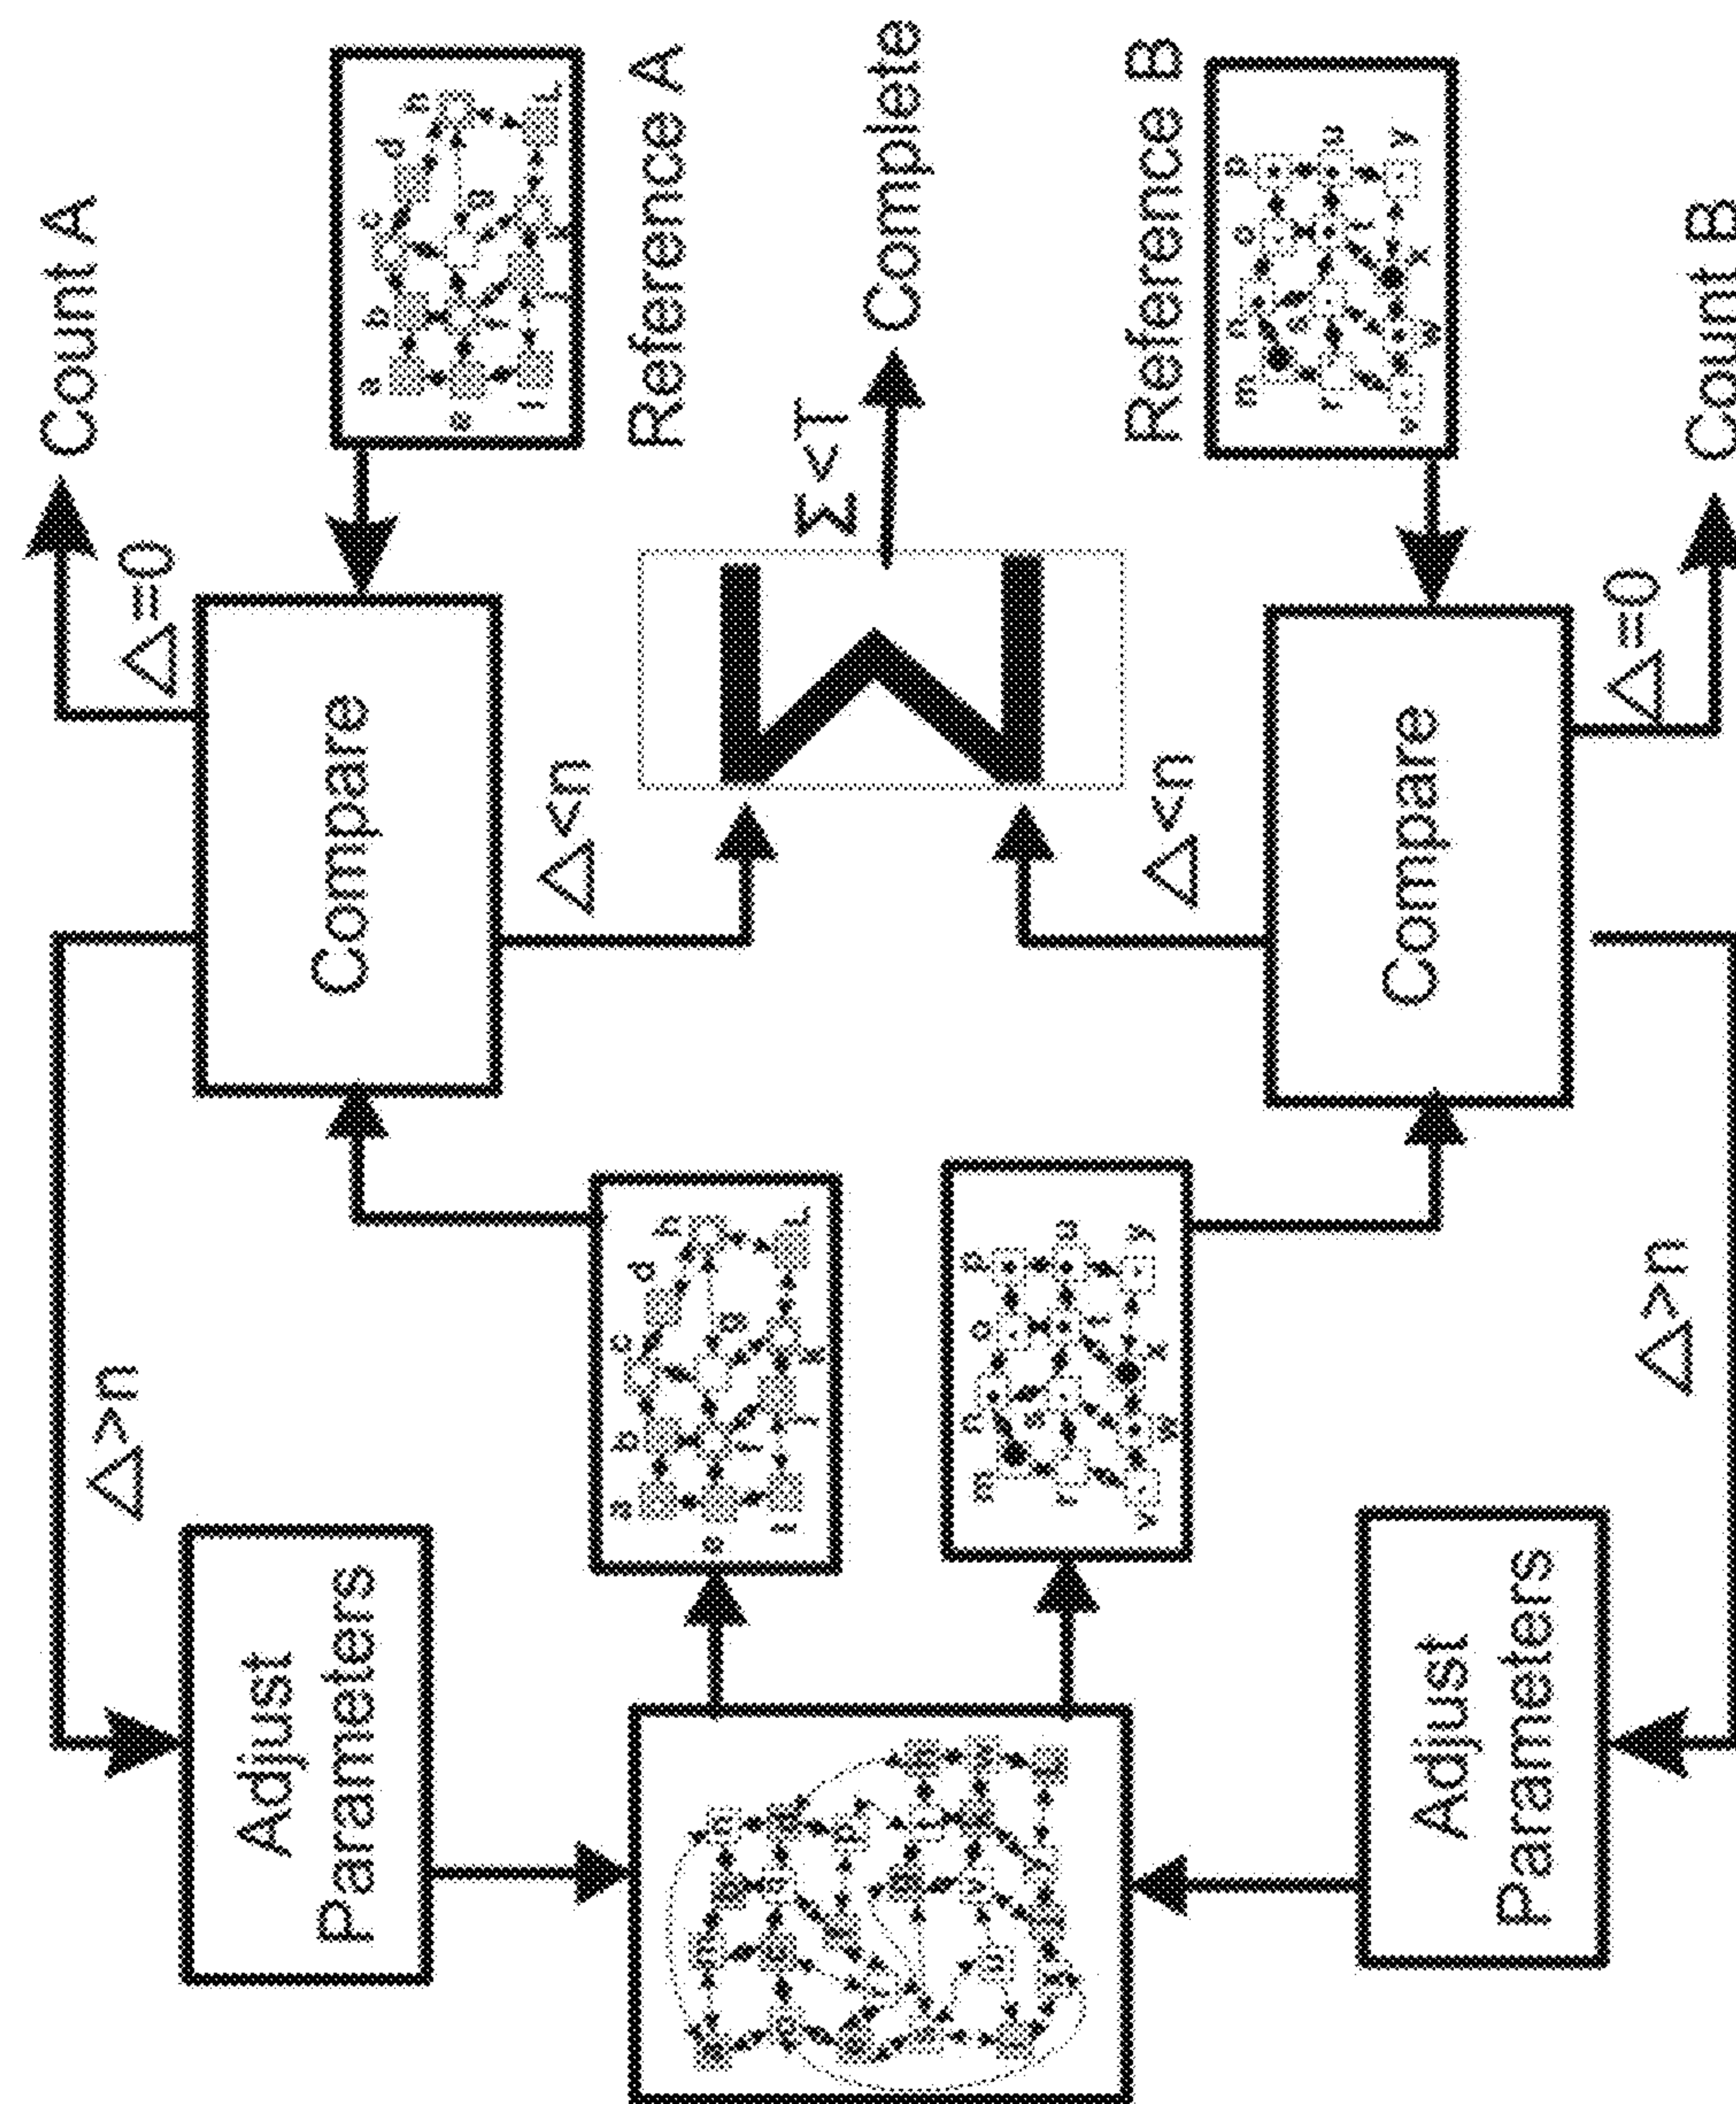 Count A
Δ>n
Δ=0
Adjust
Parameters
Compare
a b c d h
e f g
i j k L
Reference A
Δ<n
a b c d h
e f g
i j k L
Σ<T
Σ
Complete
m n o p
r s t u
v w x y
Δ<n
Reference B
m n o p
r s t u
v w x y
Compare
Adjust
Parameters
Δ=0
Δ>n
Count B